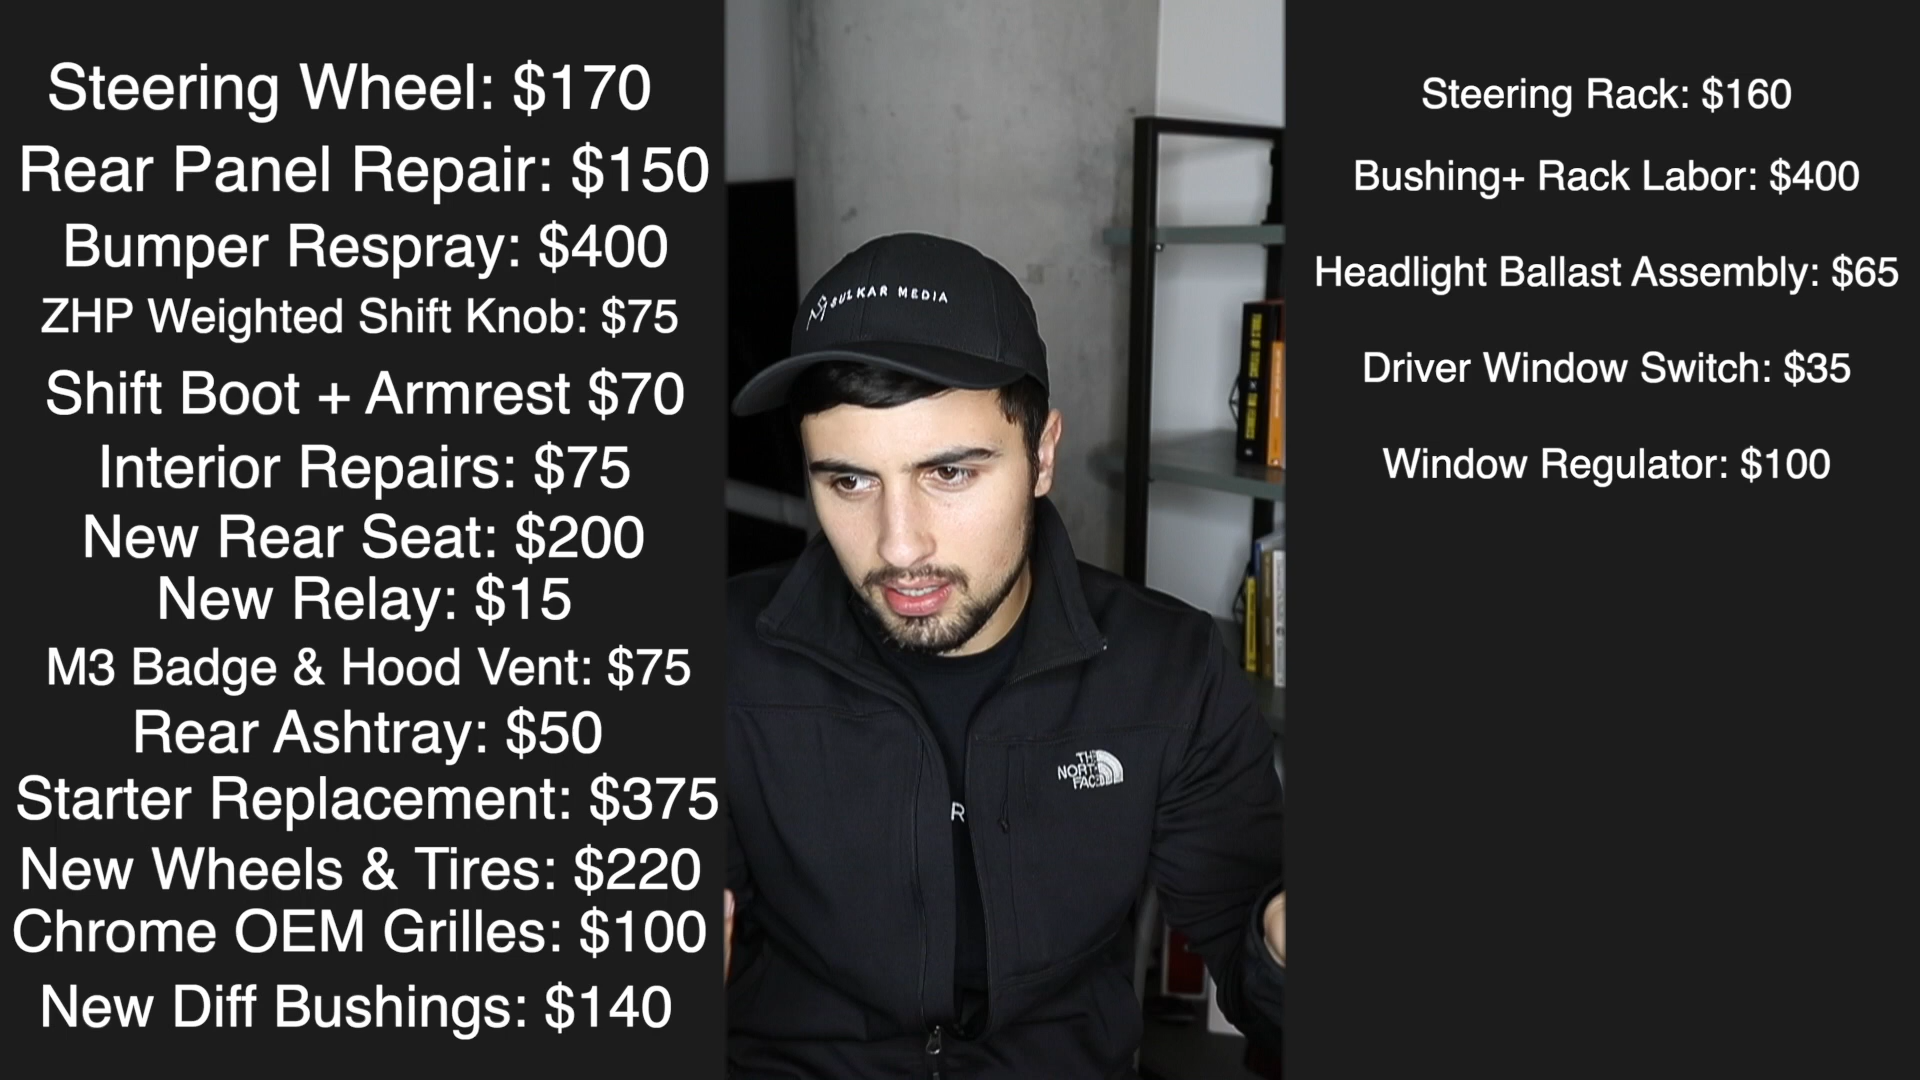 Steering Wheel: $170
Rear Panel Repair: $150
Bumper Respray: $400
ZHP Weighted Shift Knob: $75
Shift Boot + Armrest $70
Interior Repairs: $75
New Rear Seat: $200
New Relay: $15
M3 Badge & Hood Vent: $75
Rear Ashtray: $50
Starter Replacement: $375
New Wheels & Tires: $220
Chrome OEM Grilles: $100
New Diff Bushings: $140
MEDIA
THE
NORTH
FACE
R
Steering Rack: $160
Bushing+ Rack Labor: $400
Headlight Ballast Assembly: $65
Driver Window Switch: $35
Window Regulator: $100